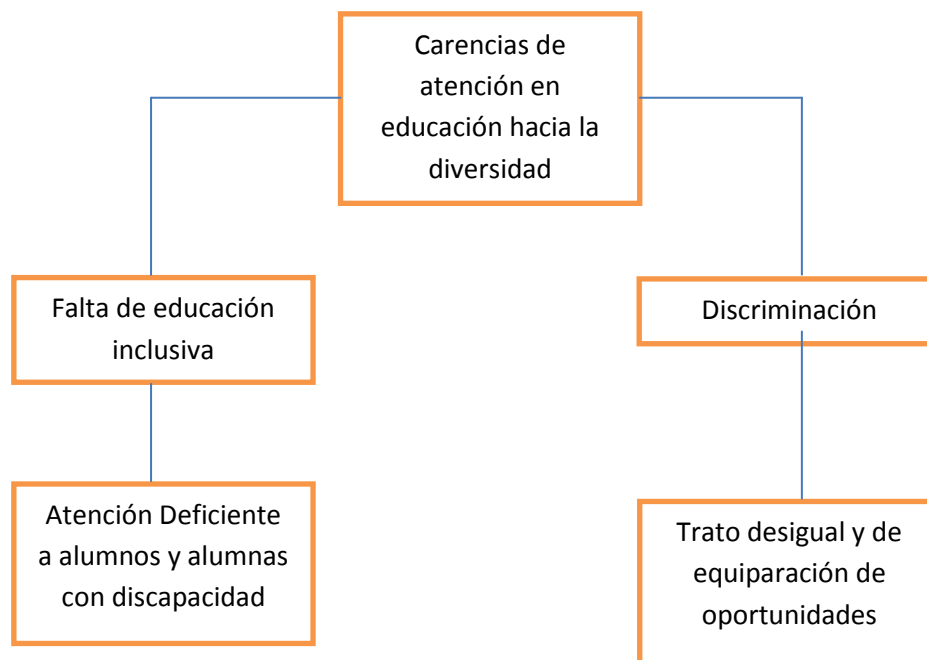 Carencias de
atención en
educación hacia la
diversidad
Falta de educación
inclusiva
Discriminación
Atención Deficiente
a alumnos y alumnas
con discapacidad
Trato desigual y de
equiparación de
oportunidades